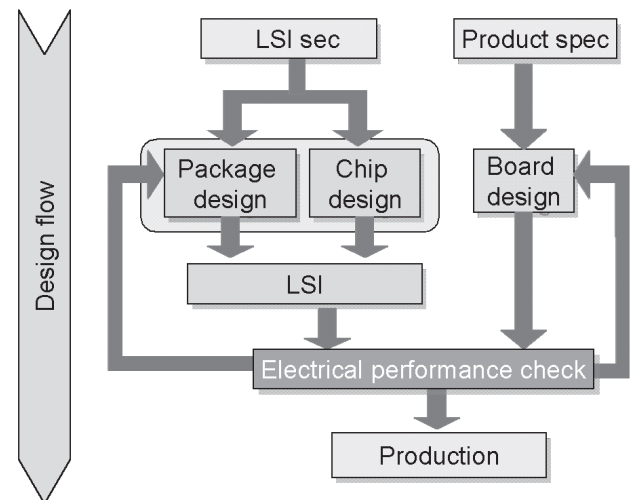 LSI sec
Product spec
Package
design
Chip
design
Board
design
Design flow
LSI
Electrical performance check
Production